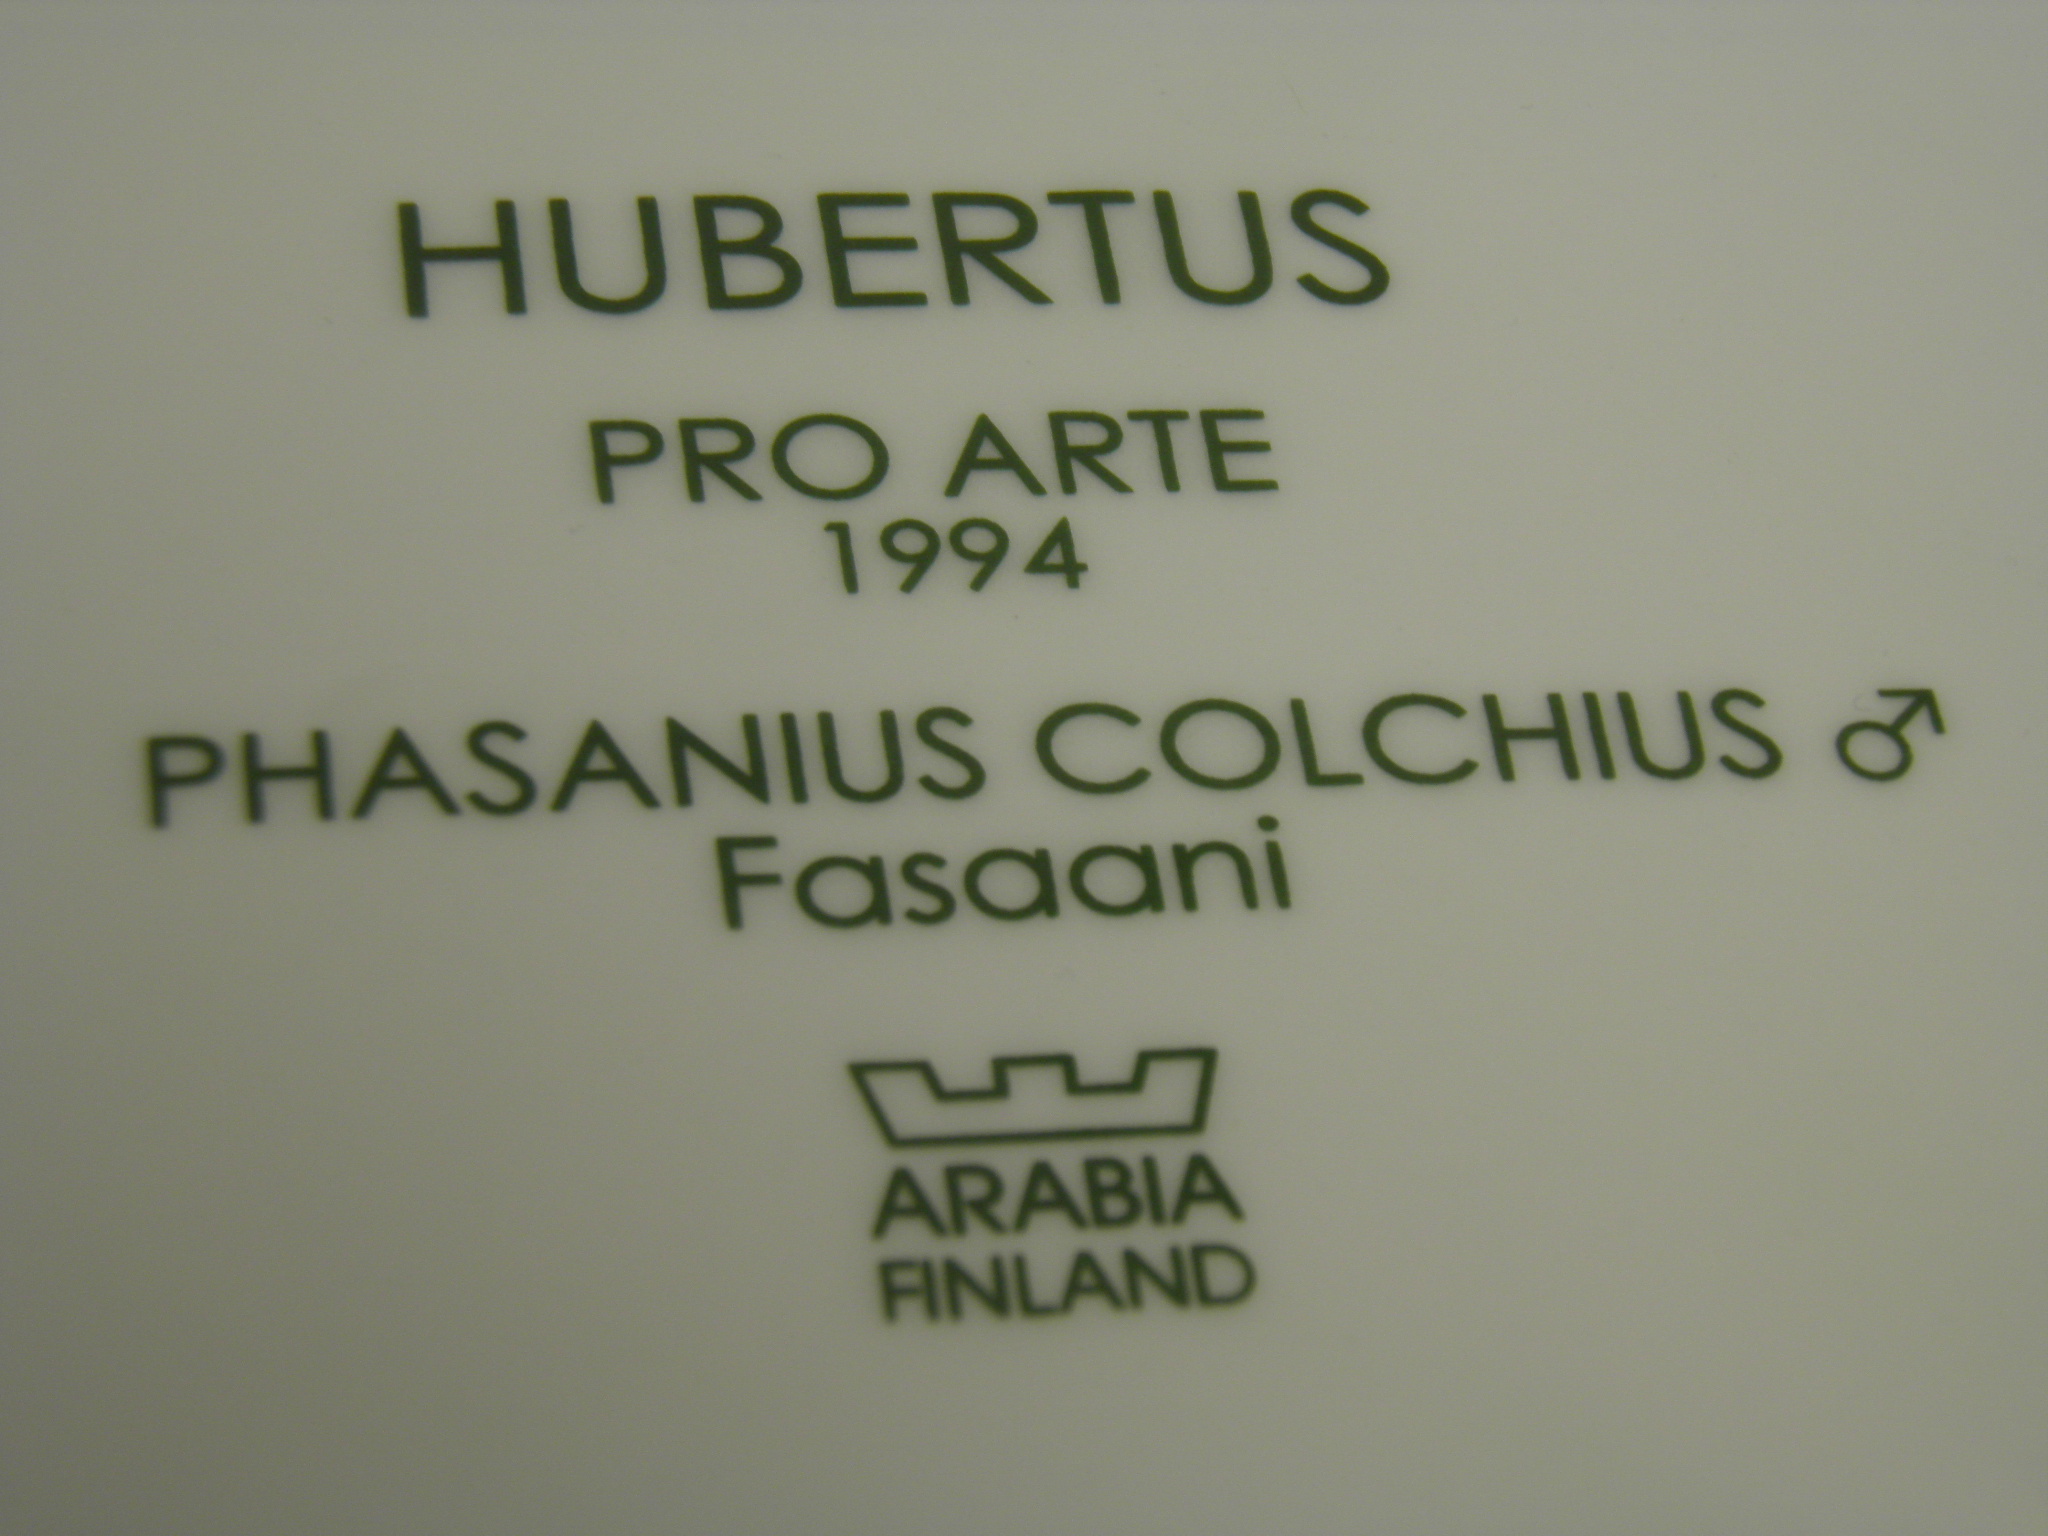 HUBERTUS
PRO ARTE
1994
PHASANIUS COLCHIUS ♂
Fasaani
ARABIA
FINLAND